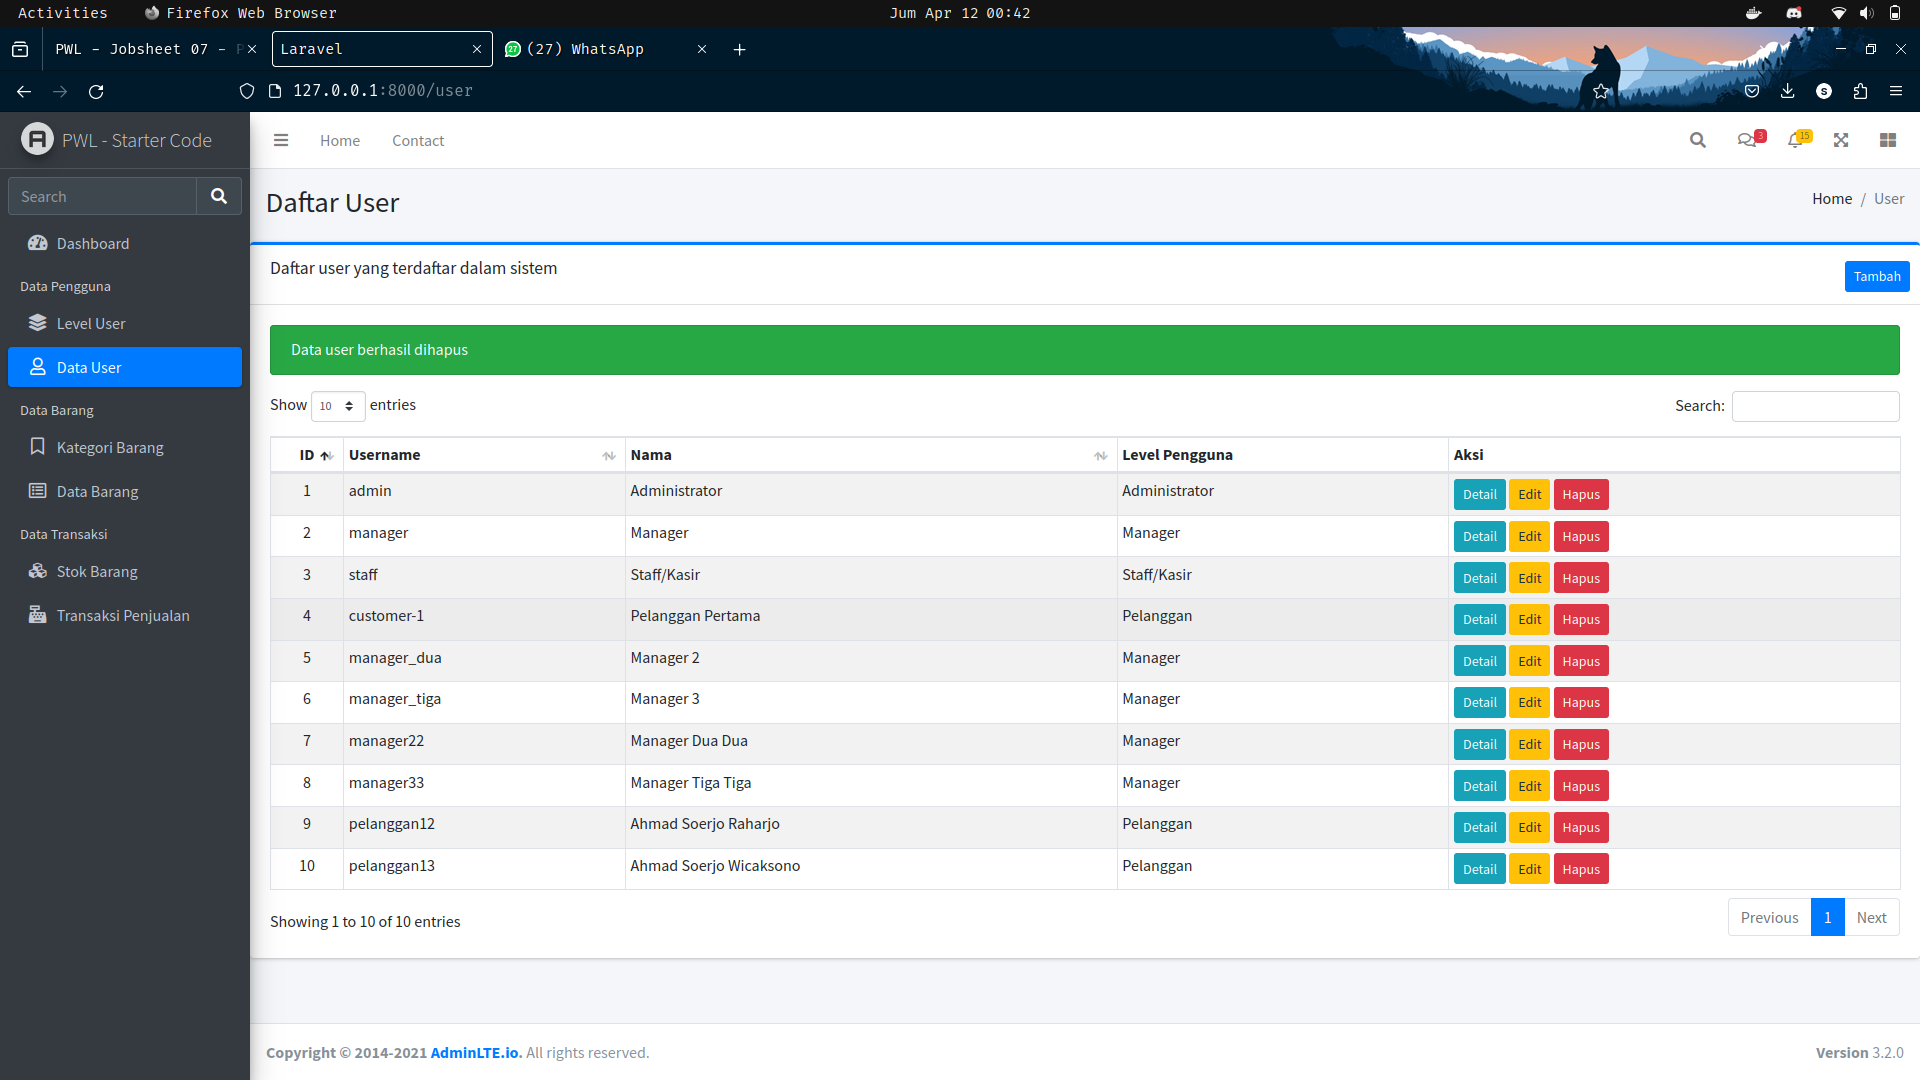 Activities Firefox Web Browser Jum Apr 12 00:42
PWL - Jobsheet 07 - P Laravel (27) WhatsApp
127.0.0.1:8000/user
PWL - Starter Code Home Contact 3 15
Search
Daftar User
Home / User
Dashboard
Daftar user yang terdaftar dalam sistem
Tambah
Data Pengguna
Level User
Data User
Data Barang
Kategori Barang
Data Barang
Data Transaksi
Stok Barang
Transaksi Penjualan
Data user berhasil dihapus
Show 10 entries
Search:
ID Username Nama Level Pengguna Aksi
1 admin Administrator Administrator Detail Edit Hapus
2 manager Manager Manager Detail Edit Hapus
3 staff Staff/Kasir Staff/Kasir Detail Edit Hapus
4 customer-1 Pelanggan Pertama Pelanggan Detail Edit Hapus
5 manager_dua Manager 2 Manager Detail Edit Hapus
6 manager_tiga Manager 3 Manager Detail Edit Hapus
7 manager22 Manager Dua Dua Manager Detail Edit Hapus
8 manager33 Manager Tiga Tiga Manager Detail Edit Hapus
9 pelanggan12 Ahmad Soerjo Raharjo Pelanggan Detail Edit Hapus
10 pelanggan13 Ahmad Soerjo Wicaksono Pelanggan Detail Edit Hapus
Showing 1 to 10 of 10 entries
Previous 1 Next
Copyright © 2014-2021 AdminLTE.io. All rights reserved.
Version 3.2.0